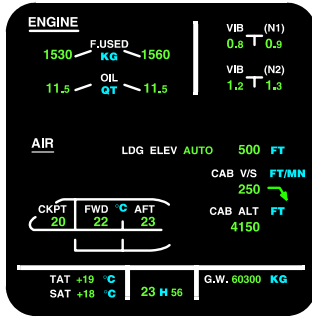 ENGINE
F.USED
1530 KG 1560
OIL
11.5 QT 11.5
VIB (N1)
0.8 0.9
VIB (N2)
1.2 1.3
AIR
LDG ELEV AUTO 500 FT
CAB V/S FT/MN
250
CAB ALT FT
4150
CKPT FWD °C AFT
20 22 23
TAT +19 °C
SAT +18 °C
23 H 56
G.W. 60300 KG